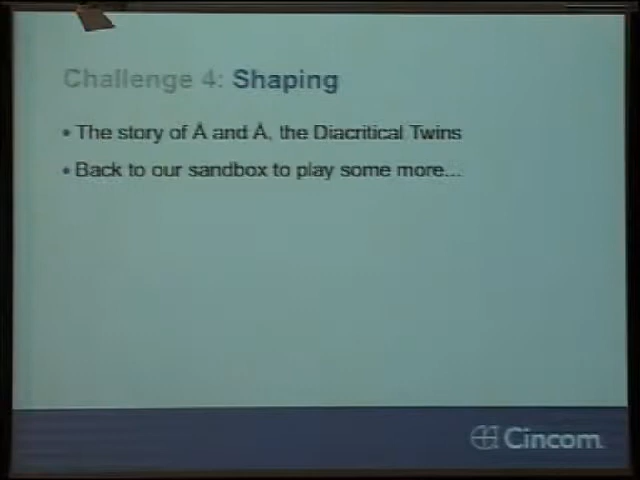 Challenge 4: Shaping
• The story of Å and Å, the Diacritical Twins
• Back to our sandbox to play some more...
Cincom.